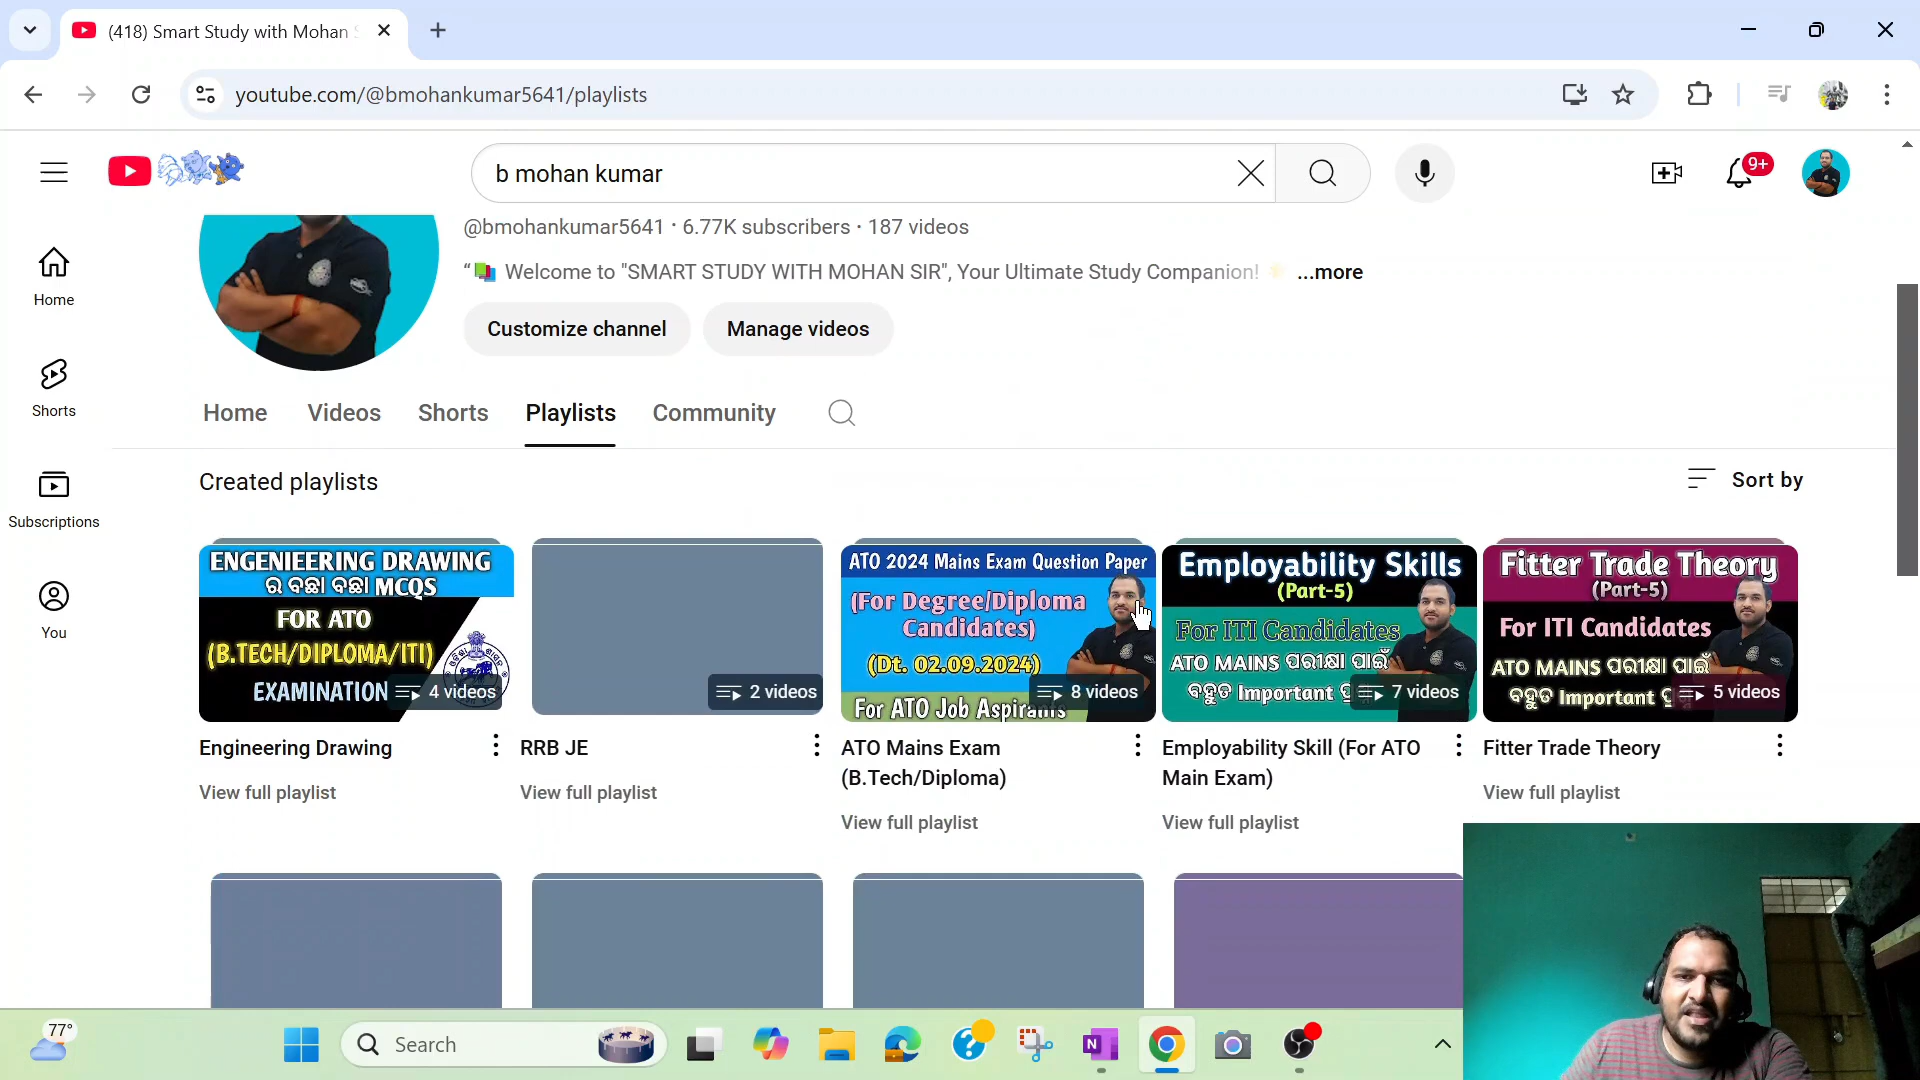 (418) Smart Study with Mohan
youtube.com/@bmohankumar5641/playlists
b mohan kumar
9+
@bmohankumar5641 · 6.77K subscribers · 187 videos
“ Welcome to "SMART STUDY WITH MOHAN SIR", Your Ultimate Study Companion! ...more
Customize channel
Manage videos
Home
Shorts
Subscriptions
You
Home Videos Shorts Playlists Community
Created playlists
Sort by
ENGENIEERING DRAWING
ର ବଛା ବଛା MCQS
FOR ATO
(B.TECH/DIPLOMA/ITI)
EXAMINATION
4 videos
Engineering Drawing
View full playlist
2 videos
RRB JE
View full playlist
ATO 2024 Mains Exam Question Paper
(For Degree/Diploma
Candidates)
(Dt. 02.09.2024)
For ATO Job Aspirants
8 videos
ATO Mains Exam
(B.Tech/Diploma)
View full playlist
Employability Skills
(Part-5)
For ITI Candidates
ATO MAINS ପରୀକ୍ଷା ପାଇଁ
ବହୁତ Important
7 videos
Employability Skill (For ATO
Main Exam)
View full playlist
Fitter Trade Theory
(Part-5)
For ITI Candidates
ATO MAINS ପରୀକ୍ଷା ପାଇଁ
ବହୁତ Important
5 videos
Fitter Trade Theory
View full playlist
77°
Search